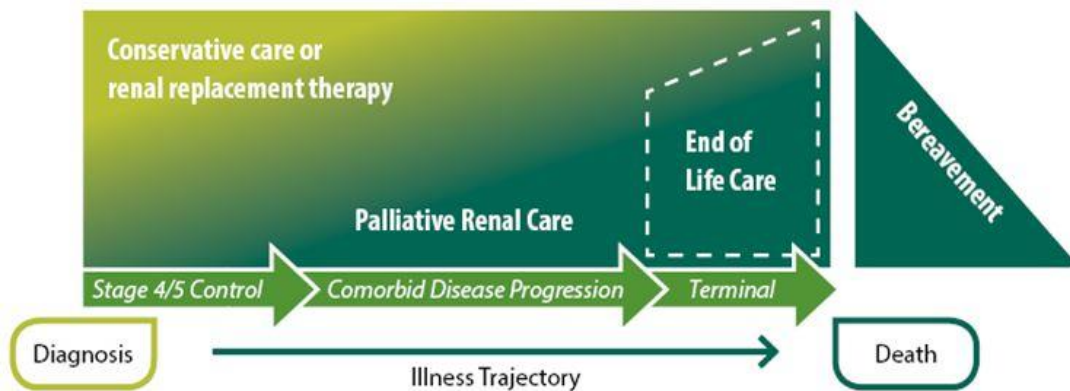 Conservative care or
renal replacement therapy
End of
Life Care
Bereavement
Palliative Renal Care
Stage 4/5 Control
Comorbid Disease Progression
Terminal
Diagnosis
Death
Illness Trajectory